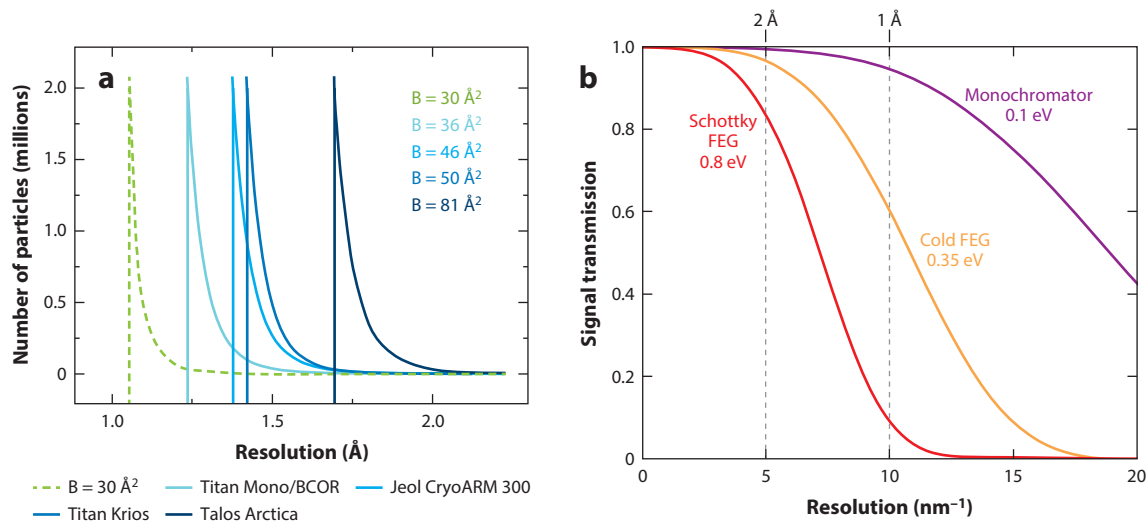 a
Number of particles (millions)
2.0
1.5
1.0
0.5
0
B = 30 Å²
B = 36 Å²
B = 46 Å²
B = 50 Å²
B = 81 Å²
1.0 1.5 2.0
Resolution (Å)
B = 30 Å² Titan Mono/BCOR Jeol CryoARM 300
Titan Krios Talos Arctica
b
2 Å 1 Å
Signal transmission
1.0
0.8
0.6
0.4
0.2
0
Schottky
FEG
0.8 eV
Monochromator
0.1 eV
Cold FEG
0.35 eV
0 5 10 15 20
Resolution (nm⁻¹)